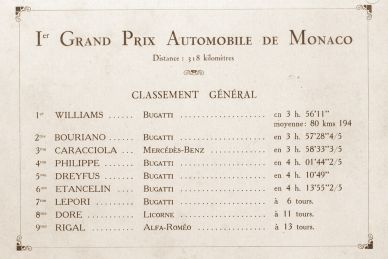 Ier GRAND PRIX AUTOMOBILE DE MONACO
Distance : 318 kilomètres
CLASSEMENT GÉNÉRAL
1er WILLIAMS ...... BUGATTI .................. en 3 h. 56'11"
moyenne: 80 kms 194
2me BOURIANO ...... BUGATTI .................. en 3 h. 57'28"4/5
3me CARACCIOLA ... MERCÉDÈS-BENZ ............. en 3 h. 58'33"3/5
4me PHILIPPE ....... BUGATTI .................. en 4 h. 01'44"2/5
5me DREYFUS ....... BUGATTI .................. en 4 h. 10'49"
6me ETANCELIN .... BUGATTI .................. en 4 h. 13'55"2/5
7me LEPORI ......... BUGATTI .................. à 6 tours.
8me DORE .......... LICORNE .................. à 11 tours.
9me RIGAL ......... ALFA-ROMÉO ............... à 13 tours.